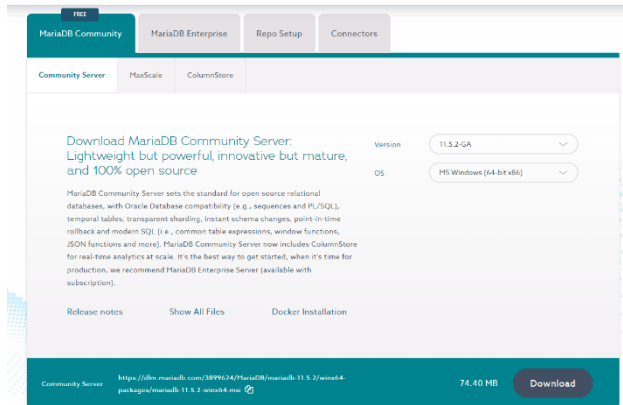 FREE
MariaDB Community
MariaDB Enterprise
Repo Setup
Connectors
Community Server
MaxScale
ColumnStore
Download MariaDB Community Server:
Lightweight but powerful, innovative but mature,
and 100% open source
Version
11.5.2-GA
OS
MS Windows (64-bit x86)
MariaDB Community Server sets the standard for open source relational
databases, with Oracle Database compatibility (e.g., sequences and PL/SQL),
temporal tables, transparent sharding, instant schema changes, point-in-time
rollback and modern SQL (i.e., common table expressions, window functions,
JSON functions and more). MariaDB Community Server now includes ColumnStore
for real-time analytics at scale. It's the best way to get started, when it's time for
production, we recommend MariaDB Enterprise Server (available with
subscription).
Release notes
Show All Files
Docker Installation
Community Server
https://dlm.mariadb.com/3899624/MariaDB/mariadb-11.5.2/winx64-
packages/mariadb-11.5.2-winx64.msi
74.40 MB
Download